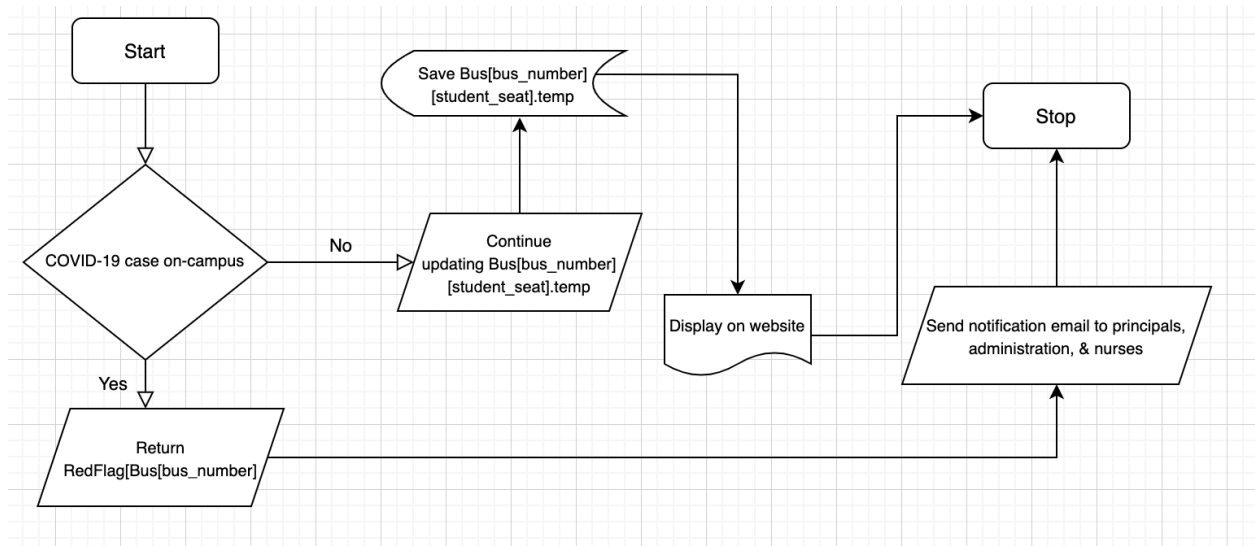 Start
COVID-19 case on-campus
No
Continue
updating Bus[bus_number]
[student_seat].temp
Save Bus[bus_number]
[student_seat].temp
Display on website
Stop
Yes
Return
RedFlag[Bus[bus_number]
Send notification email to principals,
administration, & nurses